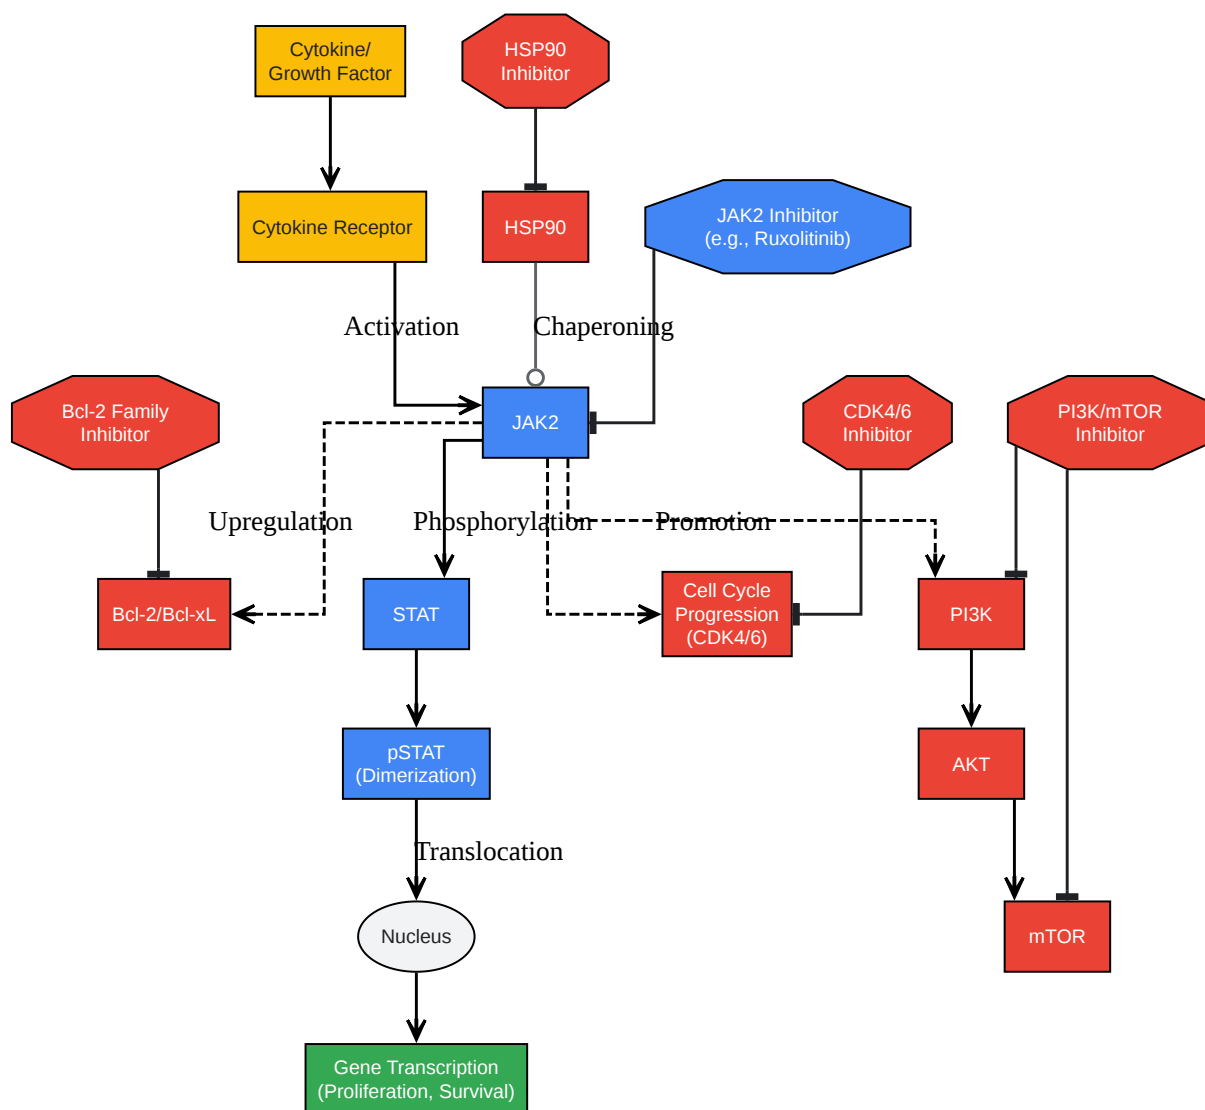 Cytokine/
Growth Factor
HSP90
Inhibitor
Cytokine Receptor
HSP90
JAK2 Inhibitor
(e.g., Ruxolitinib)
Activation
Chaperoning
Bcl-2 Family
Inhibitor
JAK2
CDK4/6
Inhibitor
PI3K/mTOR
Inhibitor
Upregulation
Phosphorylation
Promotion
Bcl-2/Bcl-xL
STAT
Cell Cycle
Progression
(CDK4/6)
PI3K
pSTAT
(Dimerization)
AKT
Translocation
Nucleus
mTOR
Gene Transcription
(Proliferation, Survival)